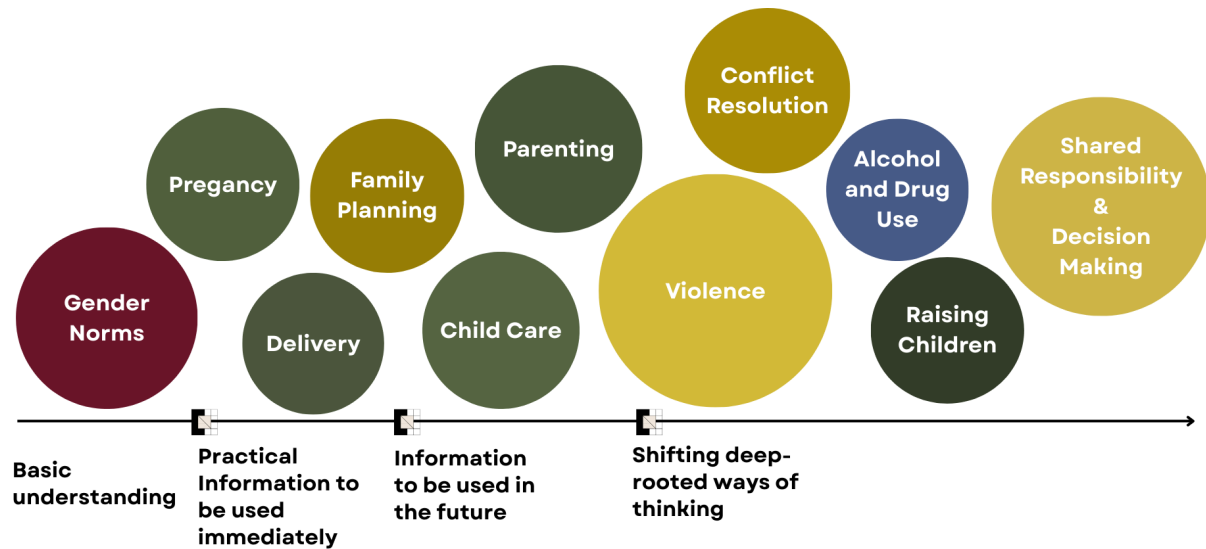 Gender
Norms
Pregancy
Delivery
Family
Planning
Child Care
Parenting
Violence
Conflict
Resolution
Alcohol
and Drug
Use
Raising
Children
Shared
Responsibility
&
Decision
Making
Basic
understanding
Practical
Information to
be used
immediately
Information
to be used in
the future
Shifting deep-
rooted ways of
thinking